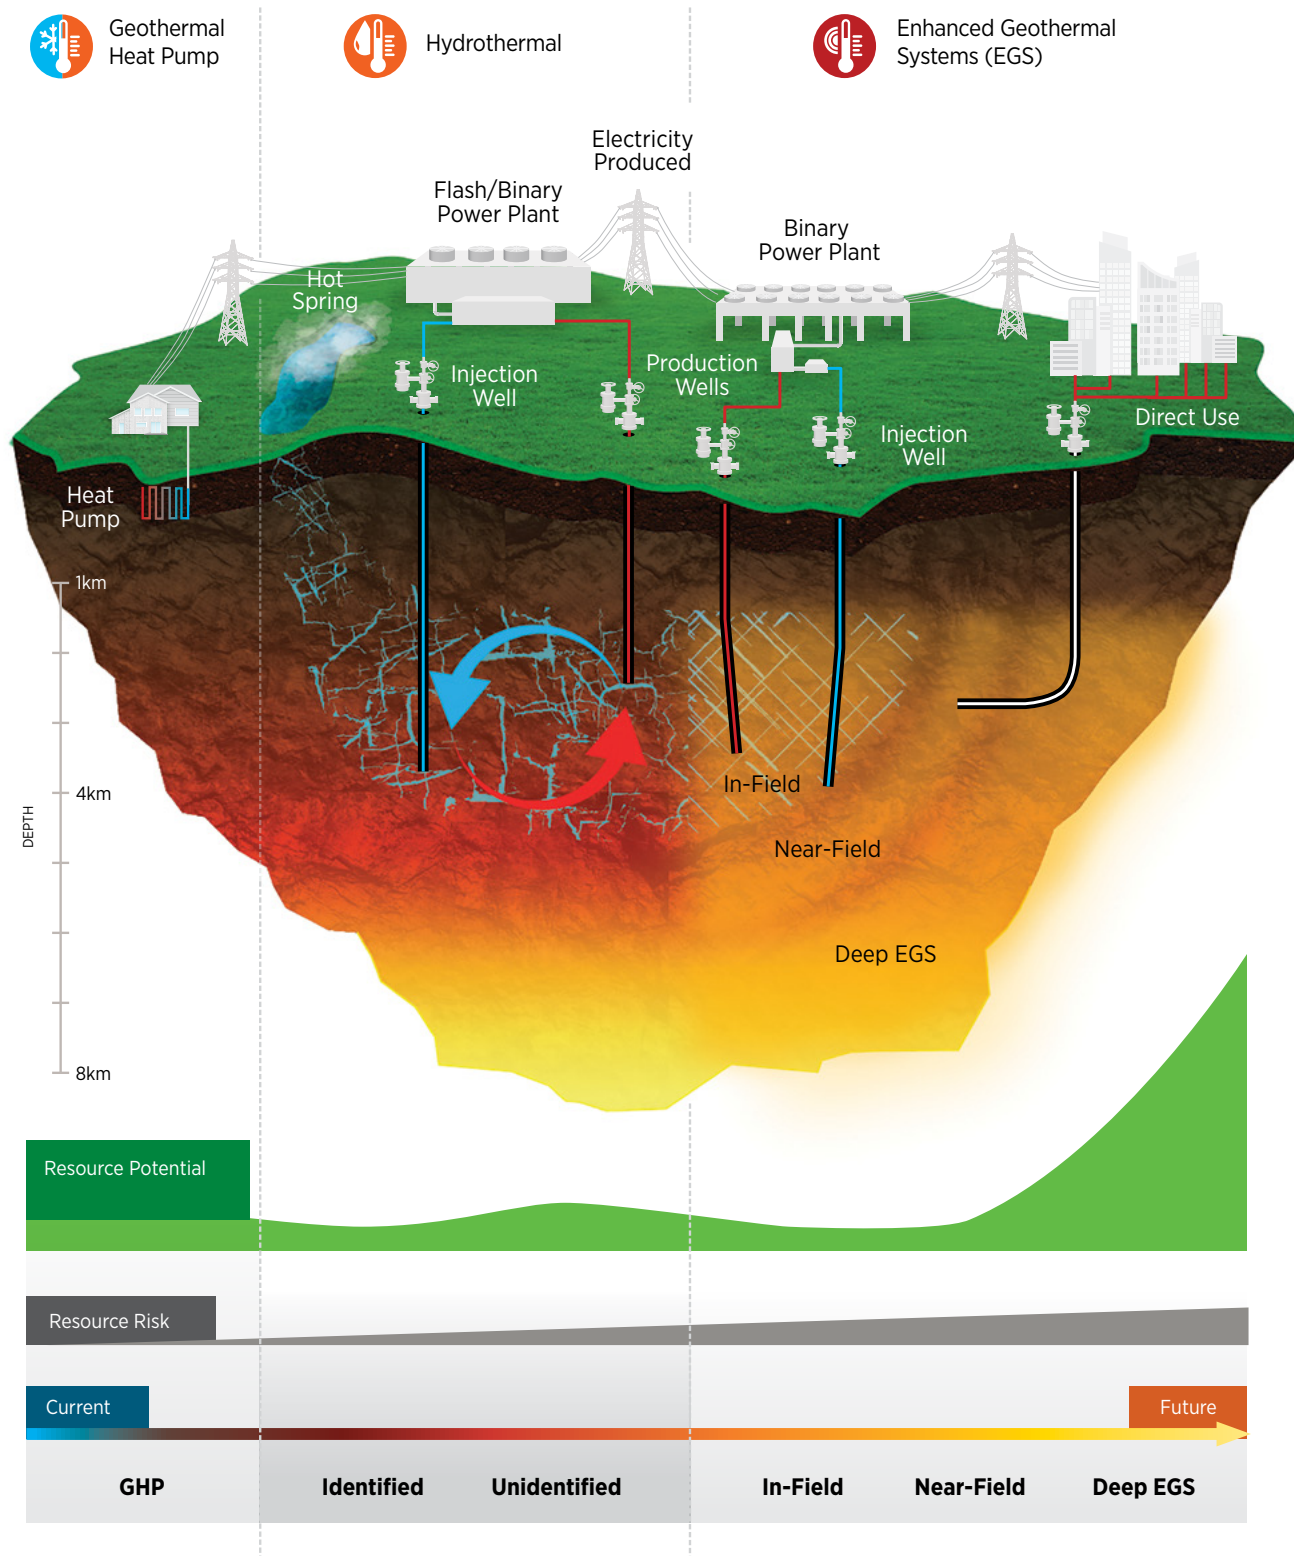 Geothermal
Heat Pump
Hydrothermal
Enhanced Geothermal
Systems (EGS)
Electricity
Produced
Flash/Binary
Power Plant
Binary
Power Plant
Hot
Spring
Injection
Well
Production
Wells
Injection
Well
Direct Use
Heat
Pump
1km
4km
8km
DEPTH
In-Field
Near-Field
Deep EGS
Resource Potential
Resource Risk
Current
Future
GHP
Identified
Unidentified
In-Field
Near-Field
Deep EGS